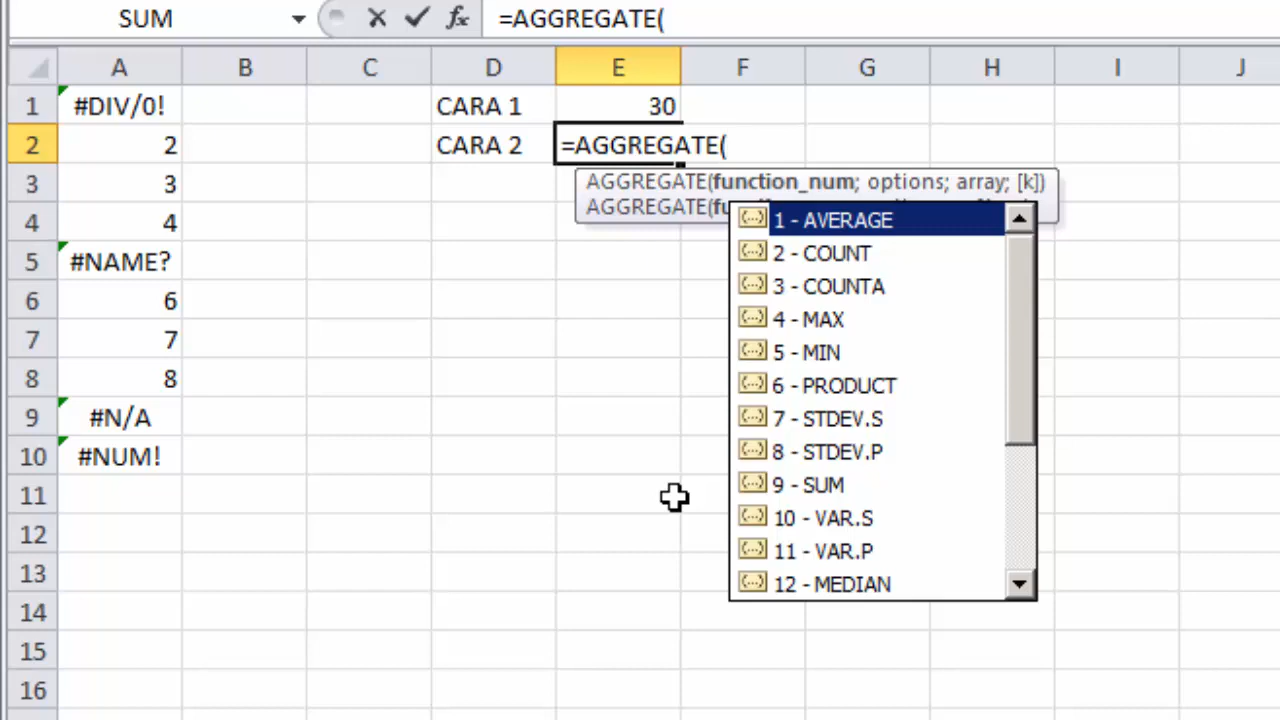 SUM =AGGREGATE(
A B C D E F G H I J
1 #DIV/0! CARA 1 30
2 2 CARA 2 =AGGREGATE(
3 3 AGGREGATE(function_num; options; array; [k])
AGGREGATE(fu
1 - AVERAGE
4 4
2 - COUNT
5 #NAME?
3 - COUNTA
6 6
4 - MAX
7 7
5 - MIN
8 8
6 - PRODUCT
9 #N/A
7 - STDEV.S
10 #NUM!
8 - STDEV.P
11
9 - SUM
12
10 - VAR.S
13
11 - VAR.P
14
12 - MEDIAN
15
16